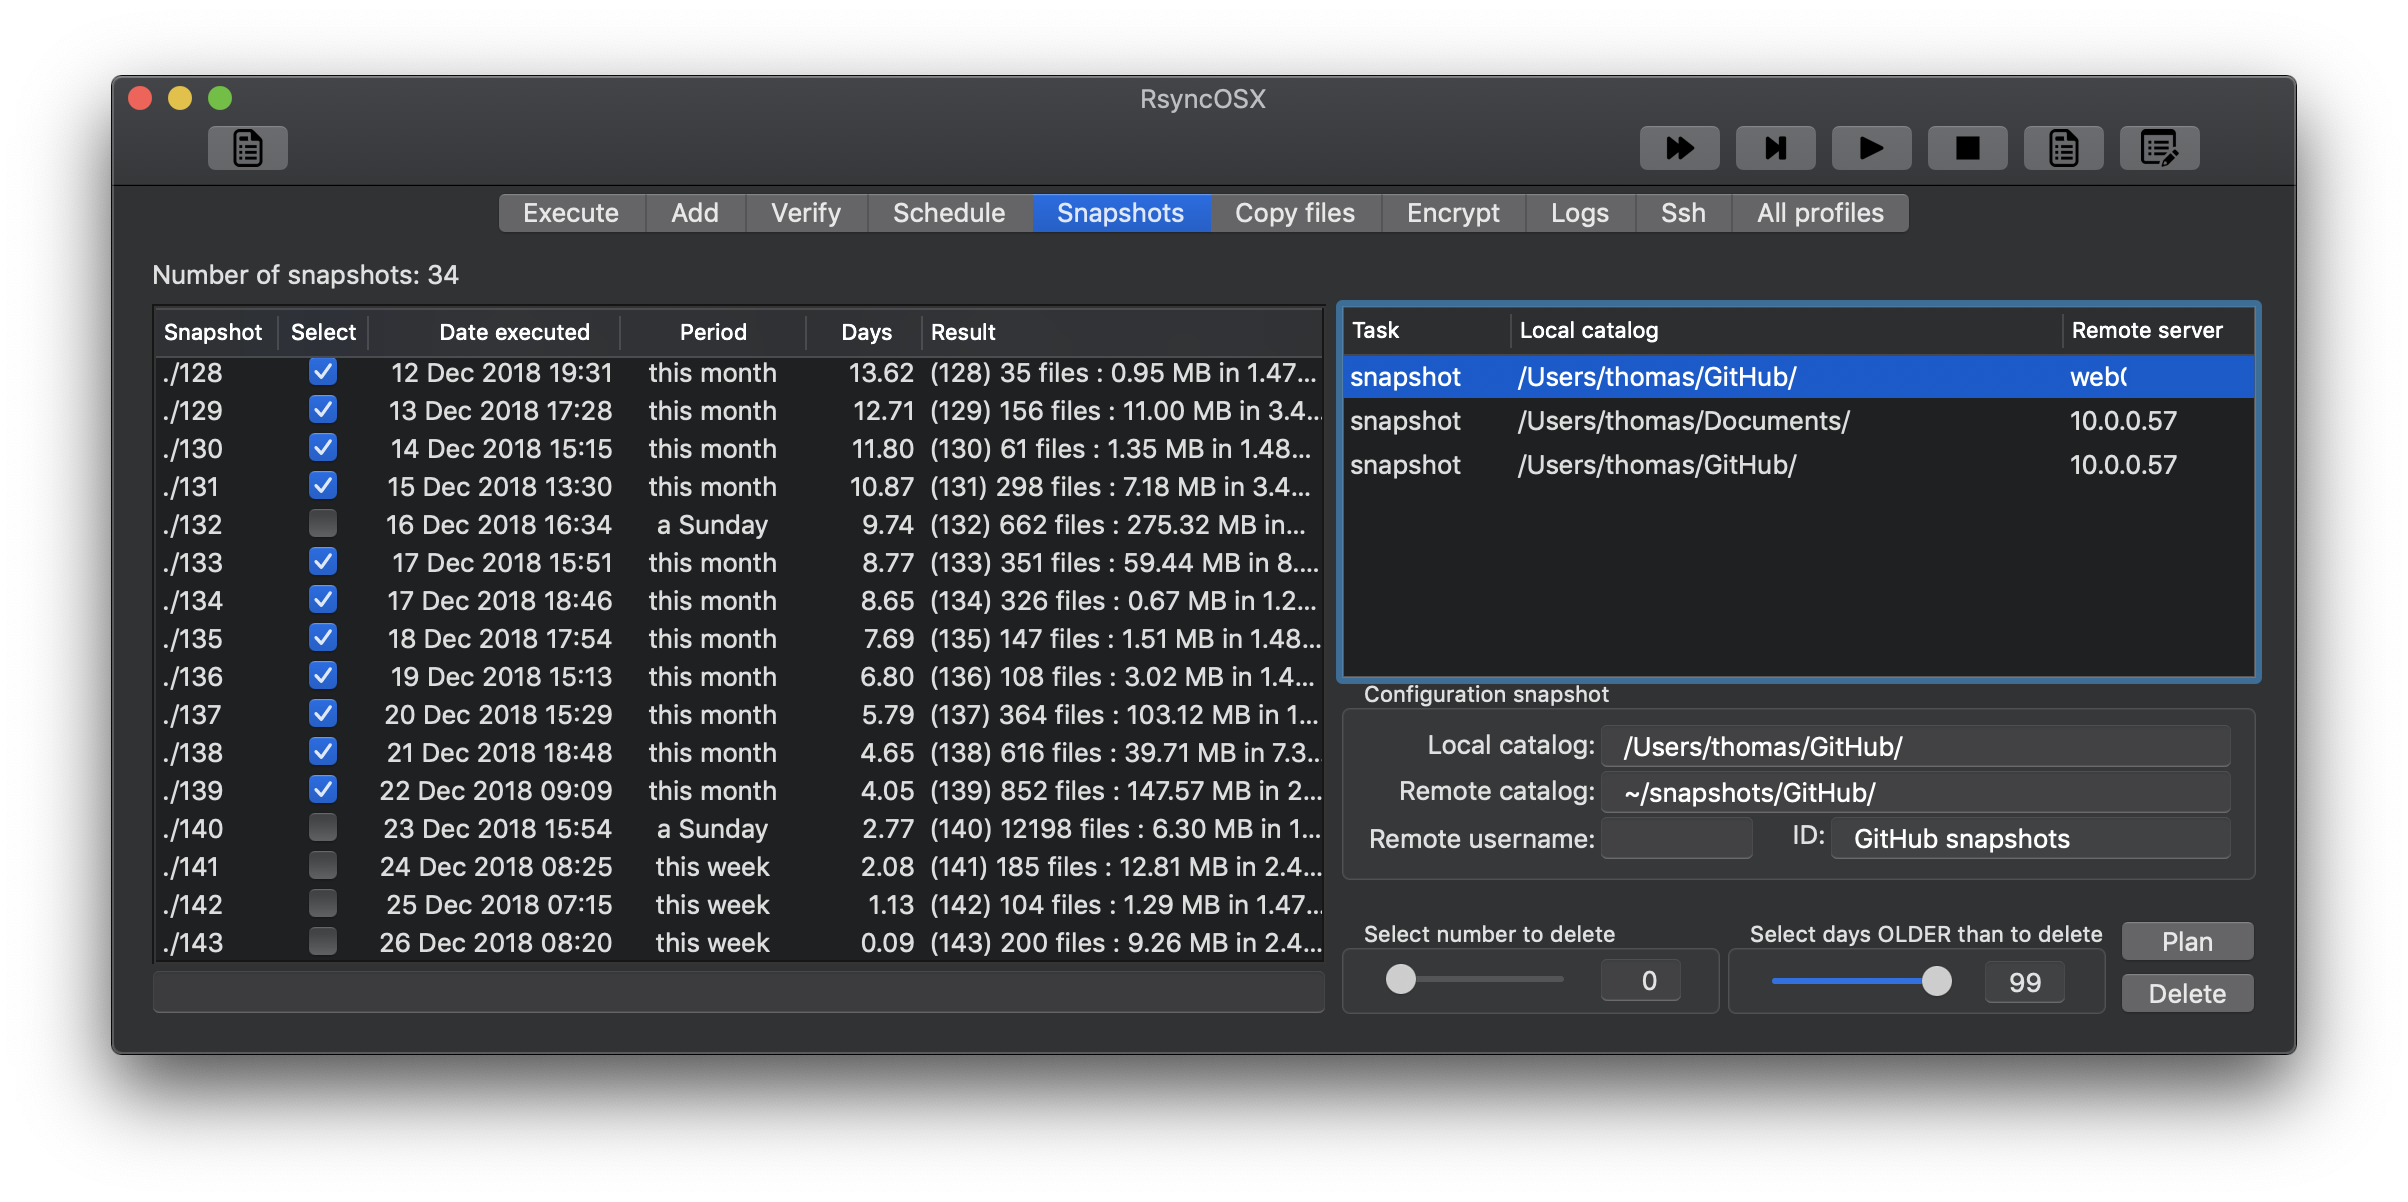 RsyncOSX
Execute Add Verify Schedule Snapshots Copy files Encrypt Logs Ssh All profiles
Number of snapshots: 34
Snapshot Select Date executed Period Days Result
./128 12 Dec 2018 19:31 this month 13.62 (128) 35 files : 0.95 MB in 1.47...
./129 13 Dec 2018 17:28 this month 12.71 (129) 156 files : 11.00 MB in 3.4...
./130 14 Dec 2018 15:15 this month 11.80 (130) 61 files : 1.35 MB in 1.48...
./131 15 Dec 2018 13:30 this month 10.87 (131) 298 files : 7.18 MB in 3.4...
./132 16 Dec 2018 16:34 a Sunday 9.74 (132) 662 files : 275.32 MB in...
./133 17 Dec 2018 15:51 this month 8.77 (133) 351 files : 59.44 MB in 8....
./134 17 Dec 2018 18:46 this month 8.65 (134) 326 files : 0.67 MB in 1.2...
./135 18 Dec 2018 17:54 this month 7.69 (135) 147 files : 1.51 MB in 1.48...
./136 19 Dec 2018 15:13 this month 6.80 (136) 108 files : 3.02 MB in 1.4...
./137 20 Dec 2018 15:29 this month 5.79 (137) 364 files : 103.12 MB in 1...
./138 21 Dec 2018 18:48 this month 4.65 (138) 616 files : 39.71 MB in 7.3...
./139 22 Dec 2018 09:09 this month 4.05 (139) 852 files : 147.57 MB in 2...
./140 23 Dec 2018 15:54 a Sunday 2.77 (140) 12198 files : 6.30 MB in 1...
./141 24 Dec 2018 08:25 this week 2.08 (141) 185 files : 12.81 MB in 2.4...
./142 25 Dec 2018 07:15 this week 1.13 (142) 104 files : 1.29 MB in 1.47...
./143 26 Dec 2018 08:20 this week 0.09 (143) 200 files : 9.26 MB in 2.4...
Task Local catalog Remote server
snapshot /Users/thomas/GitHub/
snapshot /Users/thomas/Documents/ 10.0.0.57
snapshot /Users/thomas/GitHub/ 10.0.0.57
Configuration snapshot
Local catalog: /Users/thomas/GitHub/
Remote catalog: ~/snapshots/GitHub/
Remote username: ID: GitHub snapshots
Select number to delete
0
Select days OLDER than to delete
99
Plan
Delete